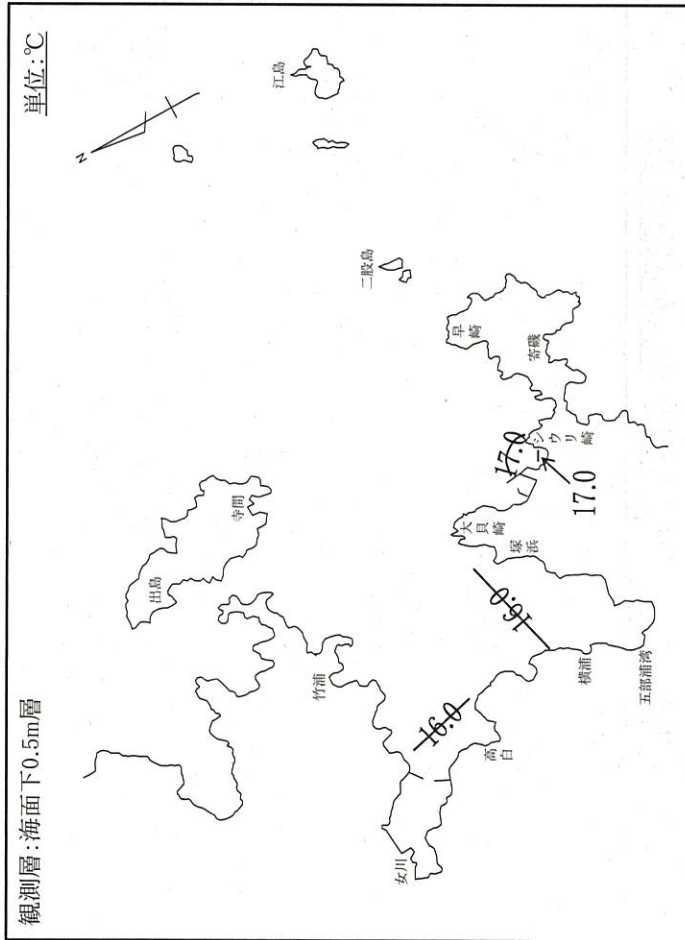 観測層:海面下0.5m層
単位:℃
N
江島
二股島
出島
寺間
早崎
寄磯
シウリ崎
17.0
17.0
大貝崎
塚浜
竹浦
16.0
16.0
横浦
五部浦湾
高白
女川